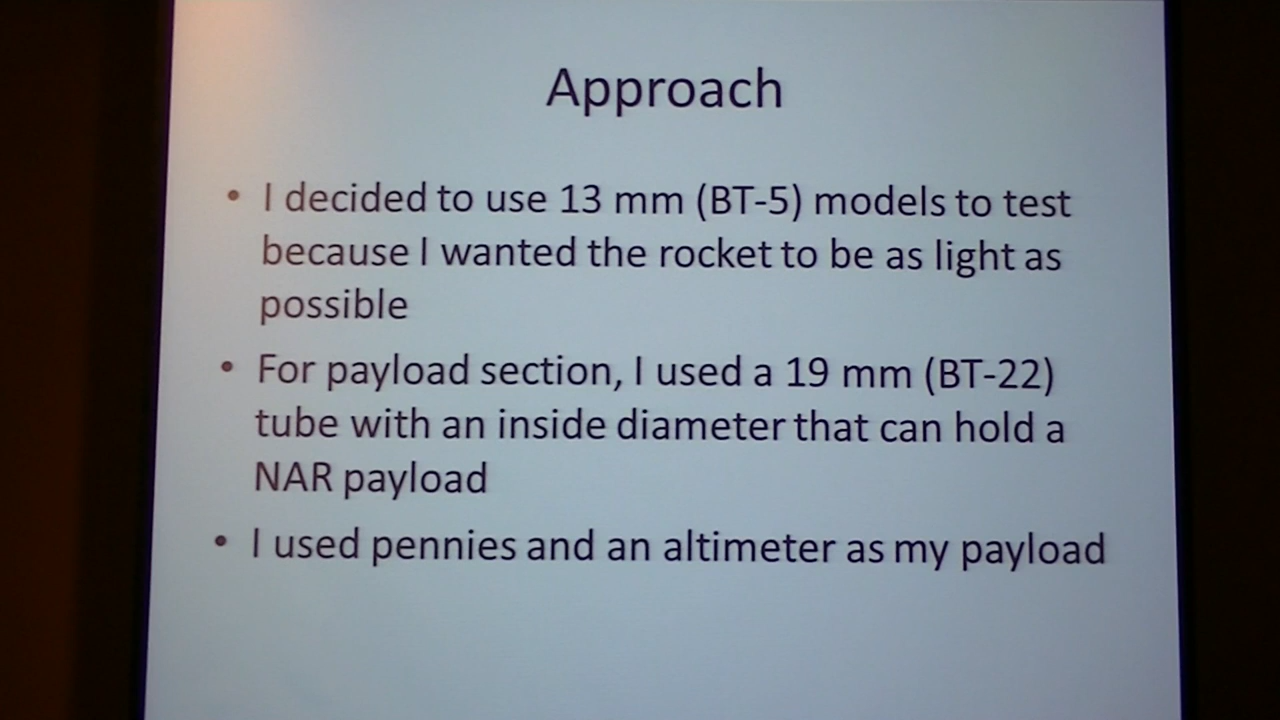 Approach
• I decided to use 13 mm (BT-5) models to test
because I wanted the rocket to be as light as
possible
• For payload section, I used a 19 mm (BT-22)
tube with an inside diameter that can hold a
NAR payload
• I used pennies and an altimeter as my payload